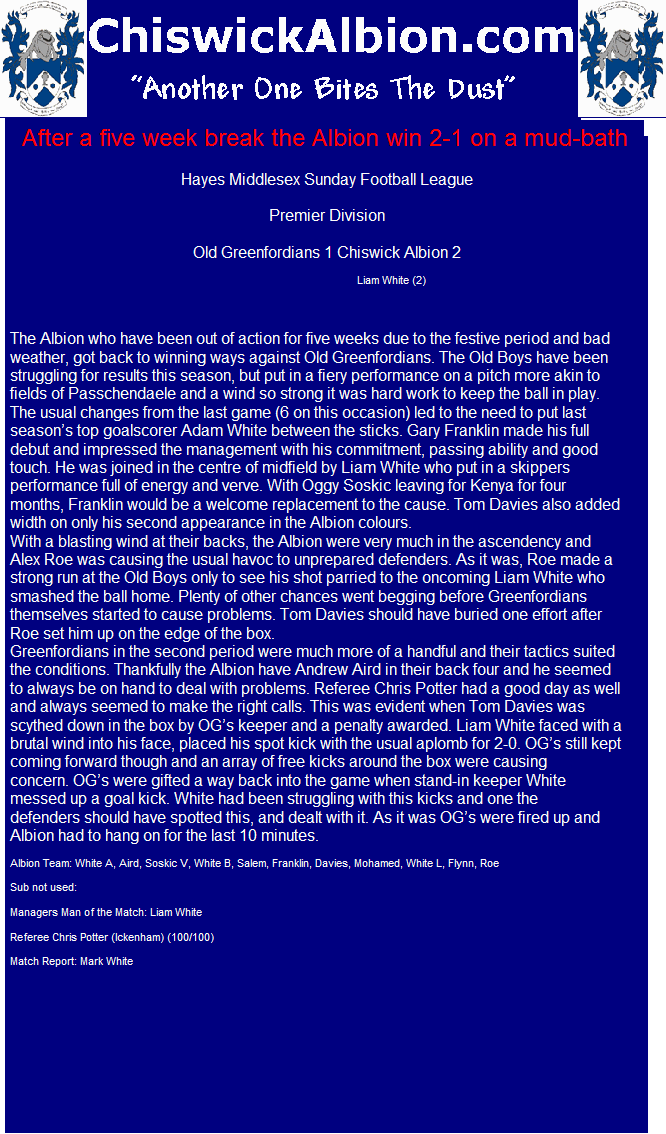 ChiswickAlbion.com
"Another One Bites The Dust"
After a five week break the Albion win 2-1 on a mud-bath
Hayes Middlesex Sunday Football League
Premier Division
Old Greenfordians 1 Chiswick Albion 2
Liam White (2)
The Albion who have been out of action for five weeks due to the festive period and bad
weather, got back to winning ways against Old Greenfordians. The Old Boys have been
struggling for results this season, but put in a fiery performance on a pitch more akin to
fields of Passchendaele and a wind so strong it was hard work to keep the ball in play.
The usual changes from the last game (6 on this occasion) led to the need to put last
season's top goalscorer Adam White between the sticks. Gary Franklin made his full
debut and impressed the management with his commitment, passing ability and good
touch. He was joined in the centre of midfield by Liam White who put in a skippers
performance full of energy and verve. With Oggy Soskic leaving for Kenya for four
months, Franklin would be a welcome replacement to the cause. Tom Davies also added
width on only his second appearance in the Albion colours.
With a blasting wind at their backs, the Albion were very much in the ascendency and
Alex Roe was causing the usual havoc to unprepared defenders. As it was, Roe made a
strong run at the Old Boys only to see his shot parried to the oncoming Liam White who
smashed the ball home. Plenty of other chances went begging before Greenfordians
themselves started to cause problems. Tom Davies should have buried one effort after
Roe set him up on the edge of the box.
Greenfordians in the second period were much more of a handful and their tactics suited
the conditions. Thankfully the Albion have Andrew Aird in their back four and he seemed
to always be on hand to deal with problems. Referee Chris Potter had a good day as well
and always seemed to make the right calls. This was evident when Tom Davies was
scythed down in the box by OG's keeper and a penalty awarded. Liam White faced with a
brutal wind into his face, placed his spot kick with the usual aplomb for 2-0. OG's still kept
coming forward though and an array of free kicks around the box were causing
concern. OG's were gifted a way back into the game when stand-in keeper White
messed up a goal kick. White had been struggling with this kicks and one the
defenders should have spotted this, and dealt with it. As it was OG's were fired up and
Albion had to hang on for the last 10 minutes.
Albion Team: White A, Aird, Soskic V, White B, Salem, Franklin, Davies, Mohamed, White L, Flynn, Roe
Sub not used:
Managers Man of the Match: Liam White
Referee Chris Potter (Ickenham) (100/100)
Match Report: Mark White